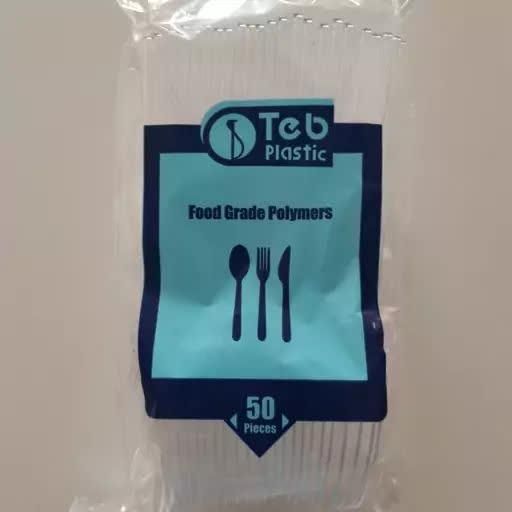 Teb
Plastic
Food Grade Polymers
50
Pieces